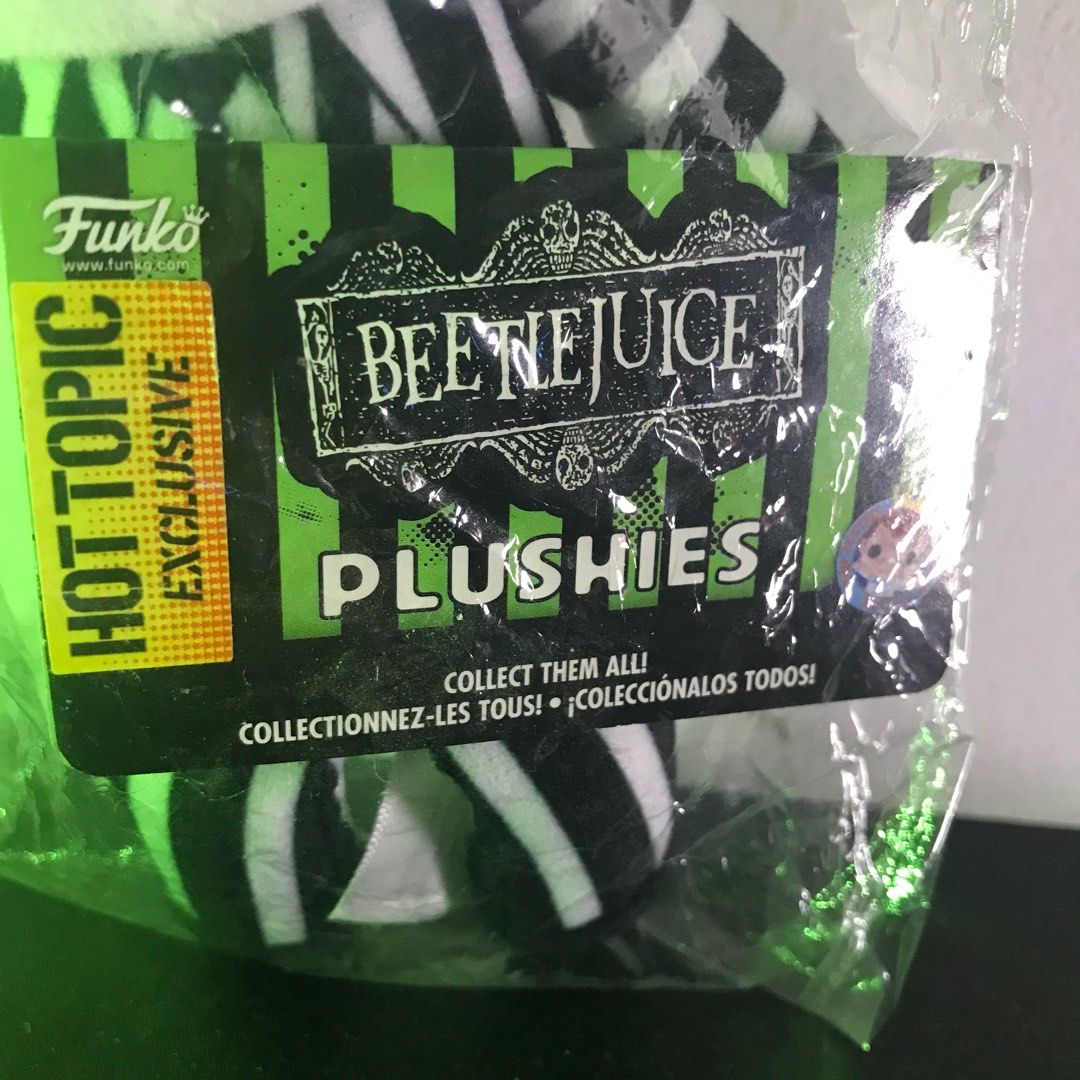 Funko
www.funko.com
HOT TOPIC
EXCLUSIVE
BEETLEJUICE
PLUSHIES
COLLECT THEM ALL!
COLLECTIONNEZ-LES TOUS! • ¡COLECCIÓNALOS TODOS!